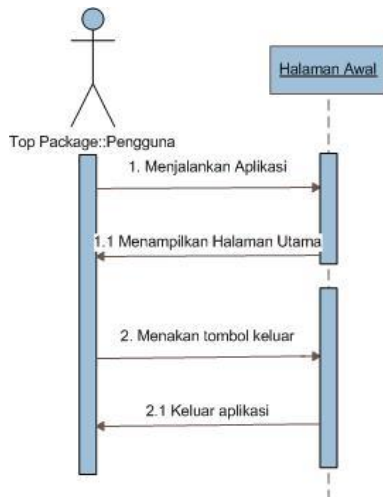 Halaman Awal
Top Package::Pengguna
1. Menjalankan Aplikasi
1.1 Menampilkan Halaman Utama
2. Menakan tombol keluar
2.1 Keluar aplikasi